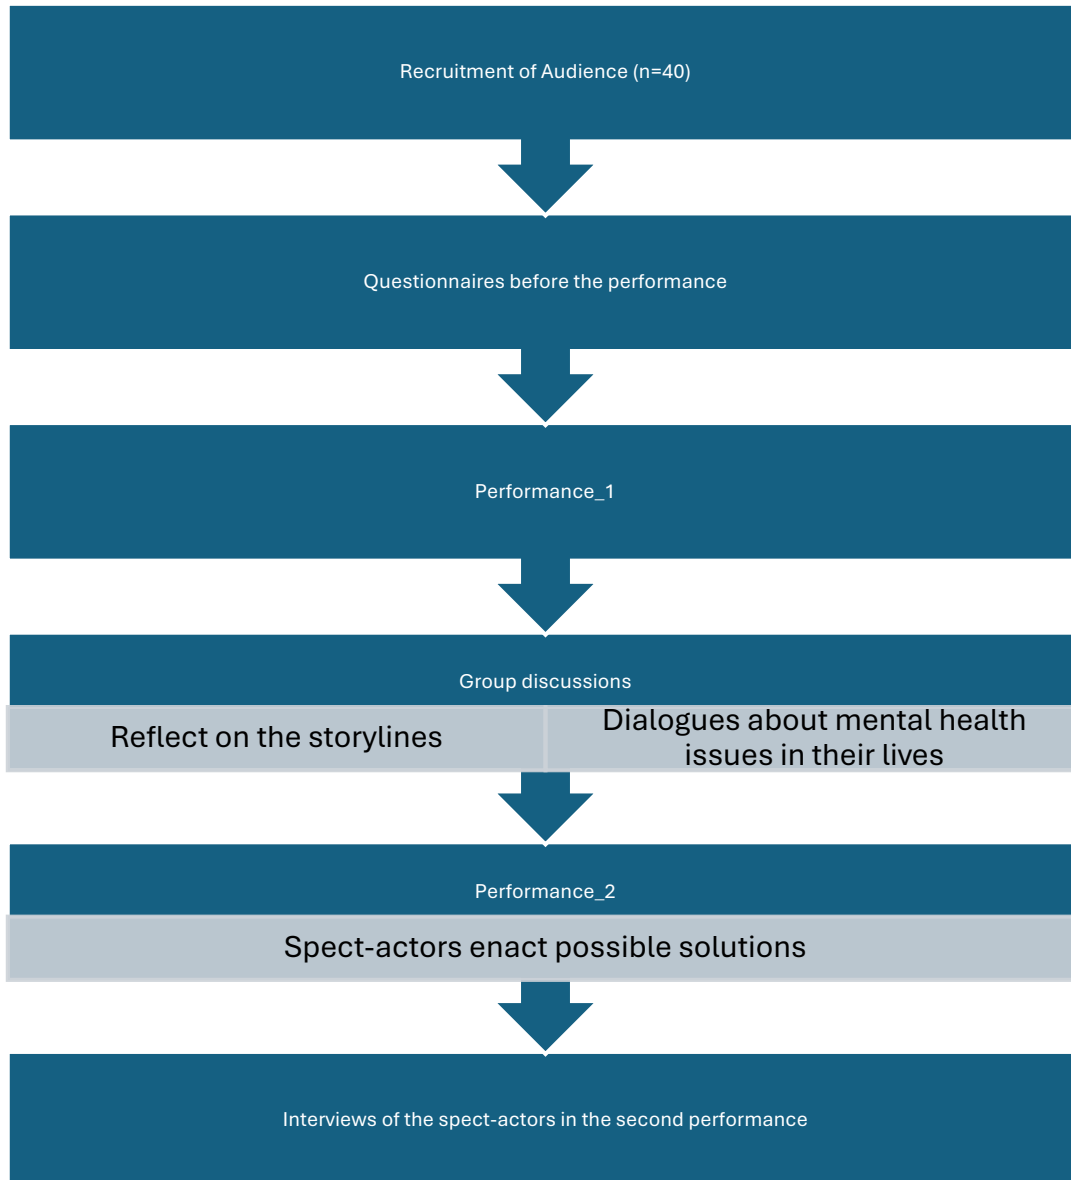 Recruitment of Audience (n=40)
Questionnaires before the performance
Performance_1
Group discussions
Reflect on the storylines
Dialogues about mental health
issues in their lives
Performance_2
Spect-actors enact possible solutions
Interviews of the spect-actors in the second performance